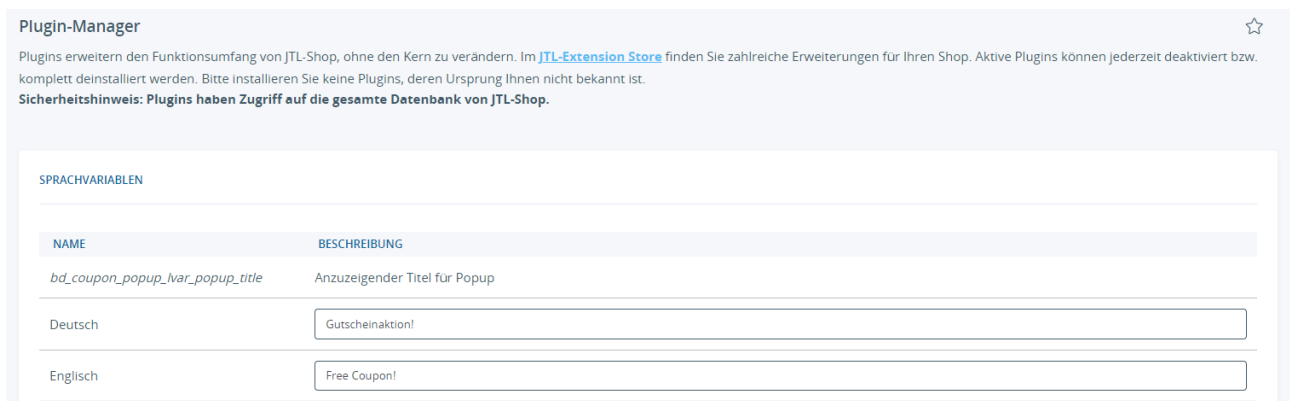 Plugin-Manager
Plugins erweitern den Funktionsumfang von JTL-Shop, ohne den Kern zu verändern. Im JTL-Extension Store finden Sie zahlreiche Erweiterungen für Ihren Shop. Aktive Plugins können jederzeit deaktiviert bzw.
komplett deinstalliert werden. Bitte installieren Sie keine Plugins, deren Ursprung Ihnen nicht bekannt ist.
Sicherheitshinweis: Plugins haben Zugriff auf die gesamte Datenbank von JTL-Shop.
SPRACHVARIABLEN
NAME BESCHREIBUNG
bd_coupon_popup_lvar_popup_title Anzuzeigender Titel für Popup
Deutsch Gutscheinaktion!
Englisch Free Coupon!